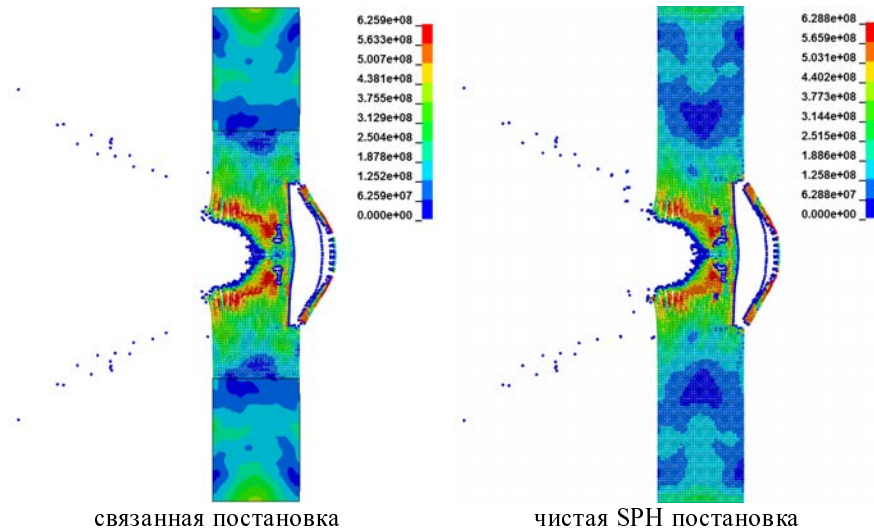 6.259e+08
5.633e+08
5.007e+08
4.381e+08
3.755e+08
3.129e+08
2.504e+08
1.878e+08
1.252e+08
6.259e+07
0.000e+00
6.288e+08
5.659e+08
5.031e+08
4.402e+08
3.773e+08
3.144e+08
2.515e+08
1.886e+08
1.258e+08
6.288e+07
0.000e+00
связанная постановка
чистая SPH постановка